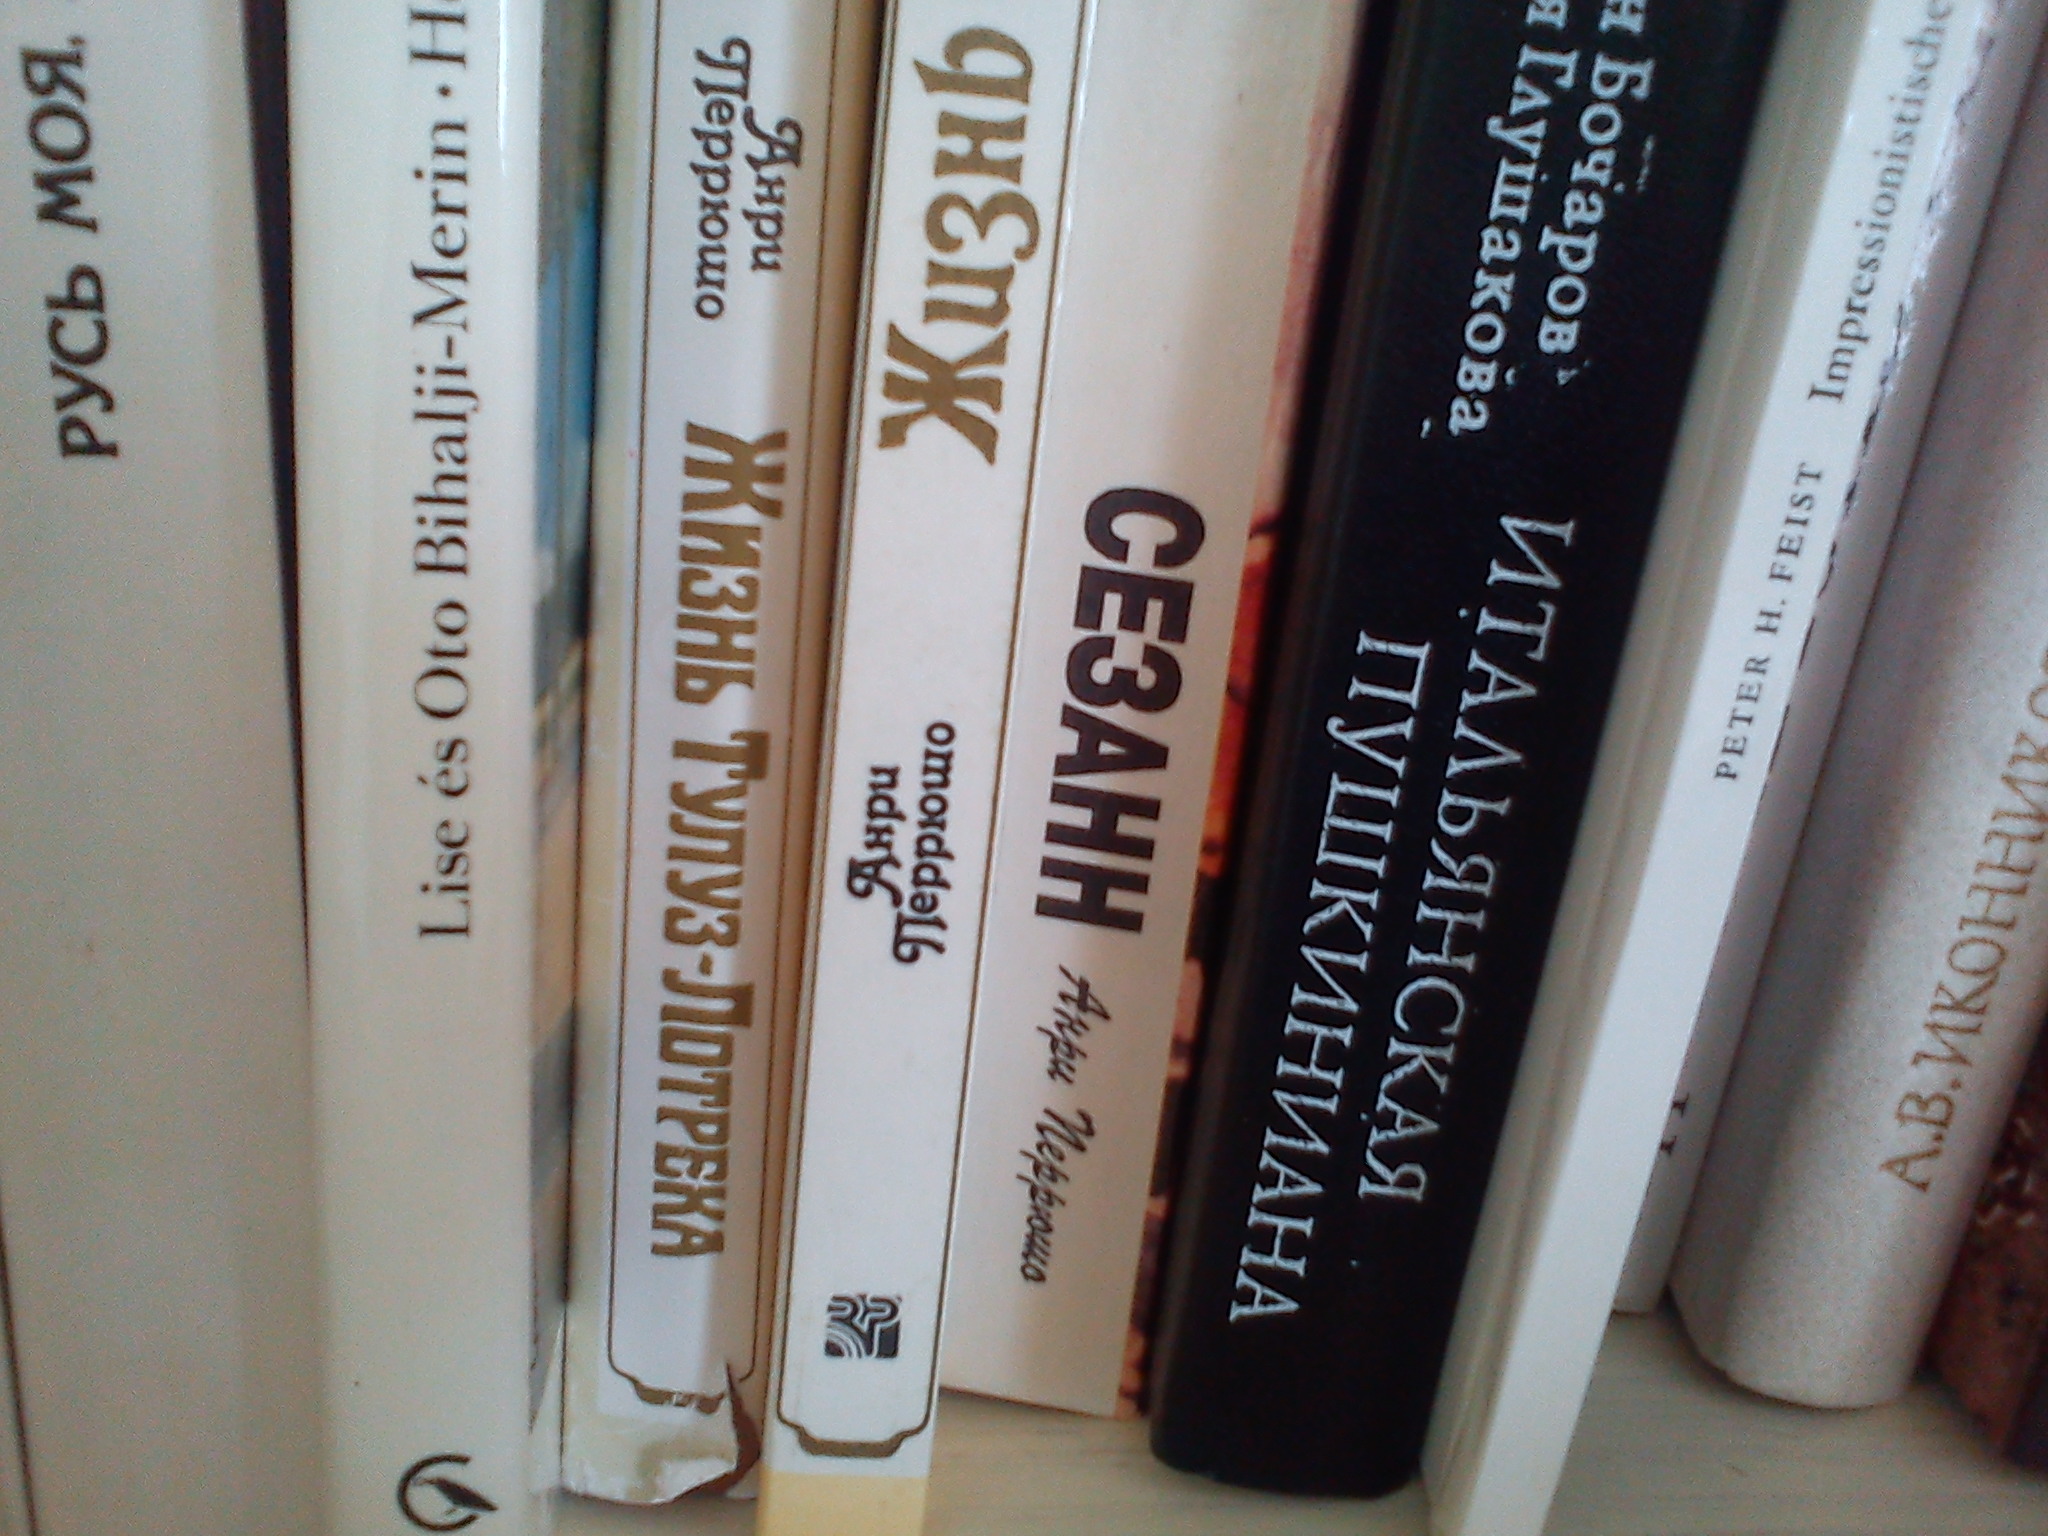 РУСЬ МОЯ.
Lise és Oto Bihalji-Merin •
Анри
Перрюшо
Жизнь Тулуз-Лотрека
Жизнь
Анри
Перрюшо
СЕЗАНН
Анри Перрюшо
Бочаров
Глушакова
ИТАЛЬЯНСКАЯ
ПУШКИНИАНА
PETER H. FEIST Impressionistische
А.В.ИКОННИКОВ